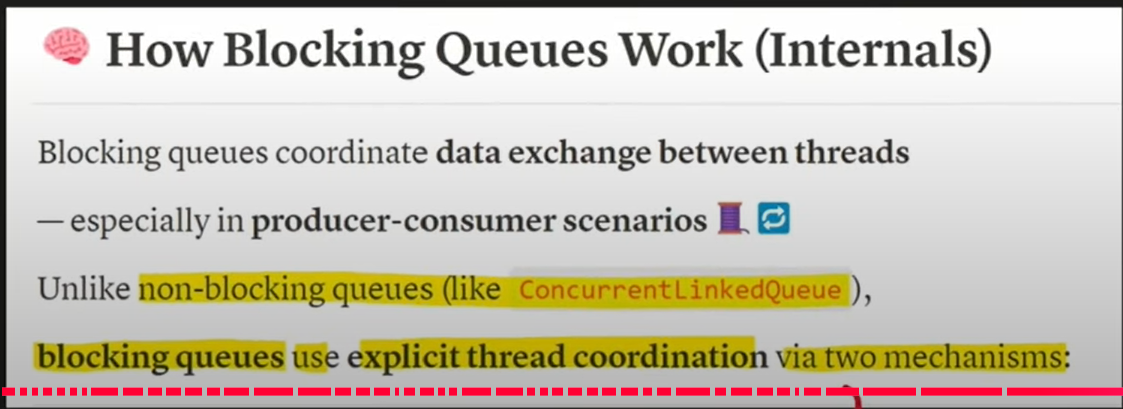 🧠 How Blocking Queues Work (Internals)
Blocking queues coordinate data exchange between threads
— especially in producer-consumer scenarios 🧵 🔁
Unlike non-blocking queues (like ConcurrentLinkedQueue),
blocking queues use explicit thread coordination via two mechanisms: